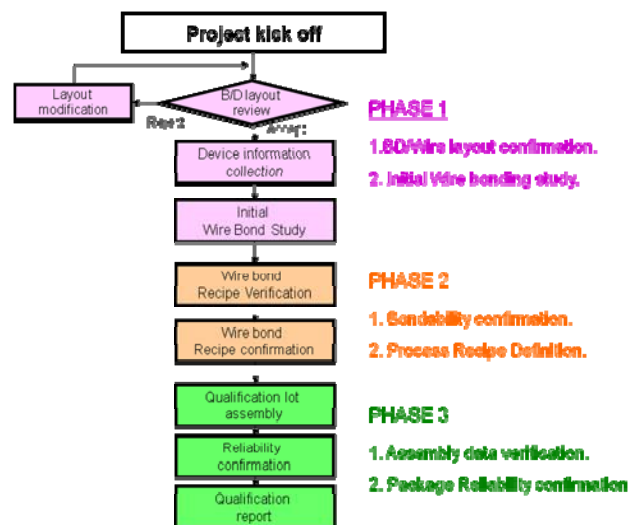 Project kick off
Layout
modification
B/D layout
review
Reject
Accept
Device information
collection
Initial
Wire Bond Study
Wire bond
Recipe Verification
Wire bond
Recipe confirmation
Qualification lot
assembly
Reliability
confirmation
Qualification
report
PHASE 1
1.BD/Wire layout confirmation.
2. Initial Wire bonding study.
PHASE 2
1. Bondability confirmation.
2. Process Recipe Definition.
PHASE 3
1. Assembly data verification.
2. Package Reliability confirmation